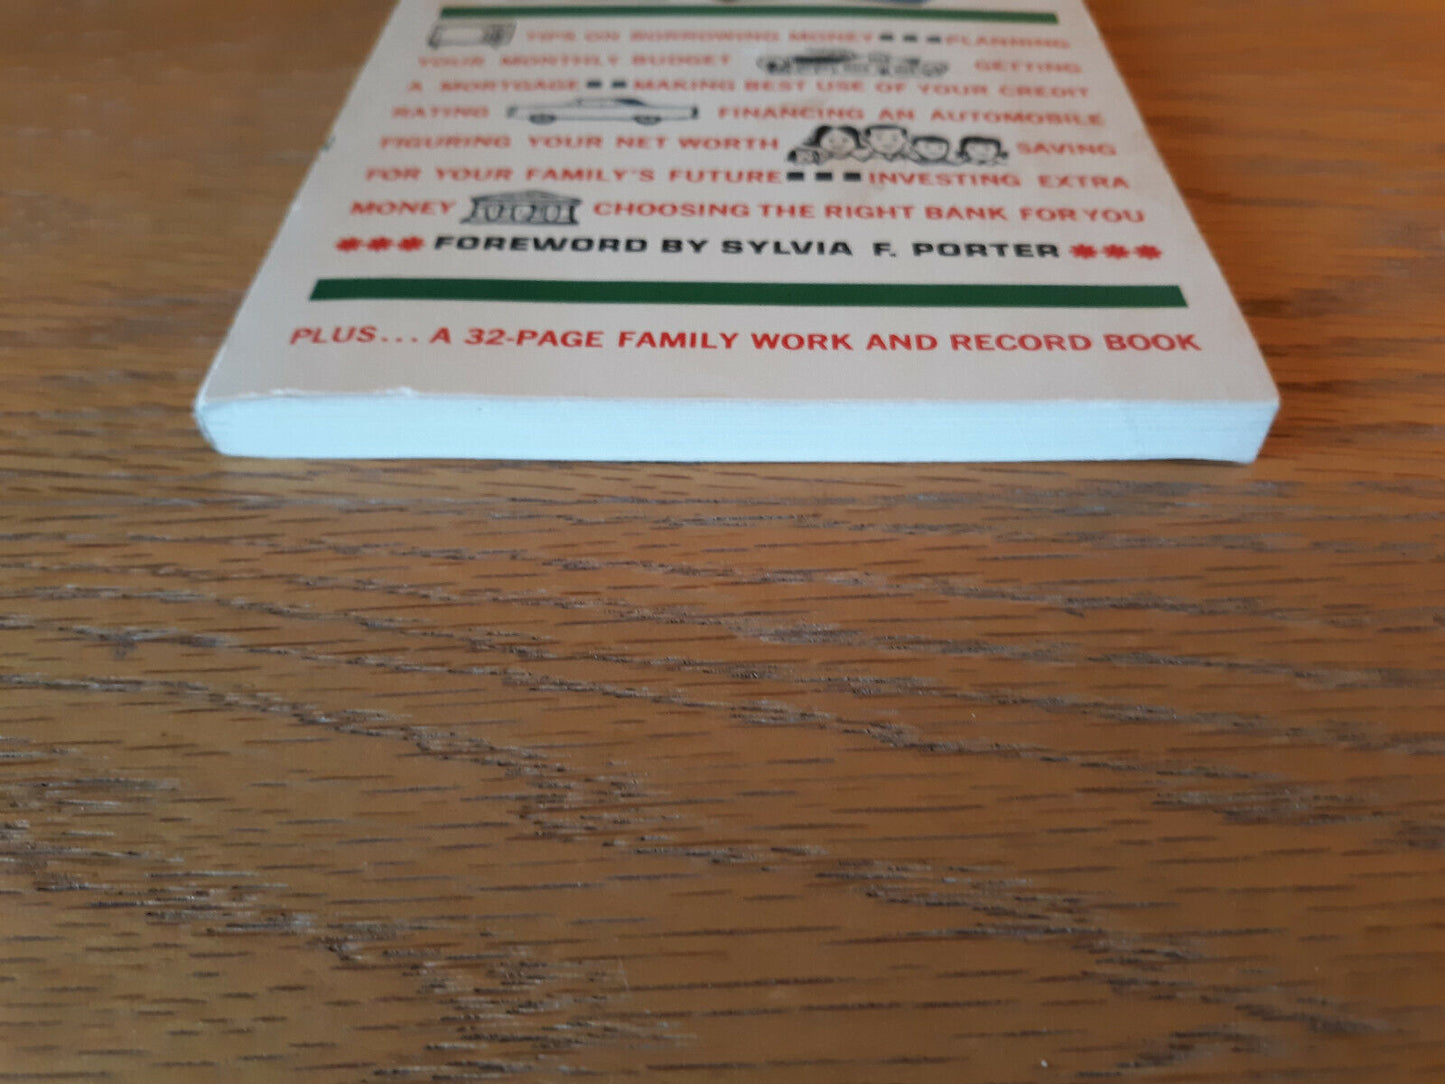 TIPS ON BORROWING MONEY PLANNING
YOUR MONTHLY BUDGET GETTING
A MORTGAGE MAKING BEST USE OF YOUR CREDIT
RATING FINANCING AN AUTOMOBILE
FIGURING YOUR NET WORTH SAVING
FOR YOUR FAMILY'S FUTURE INVESTING EXTRA
MONEY CHOOSING THE RIGHT BANK FOR YOU
*** FOREWORD BY SYLVIA F. PORTER ***
PLUS... A 32-PAGE FAMILY WORK AND RECORD BOOK